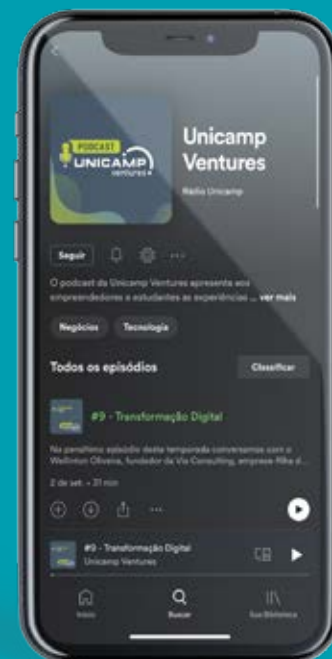 PODCAST
UNICAMP
ventures
Unicamp
Ventures
Rádio Unicamp
Seguir
O podcast da Unicamp Ventures apresenta aos
empreendedores e estudantes as experiências ... ver mais
Negócios
Tecnologia
Todos os episódios
Classificar
#9 - Transformação Digital
No penúltimo episódio desta temporada conversamos com o
Wellinton Oliveira, fundador da Via Consulting, empresa-filha d...
2 de set. • 31 min
#9 - Transformação Digital
Unicamp Ventures
Início
Buscar
Sua Biblioteca